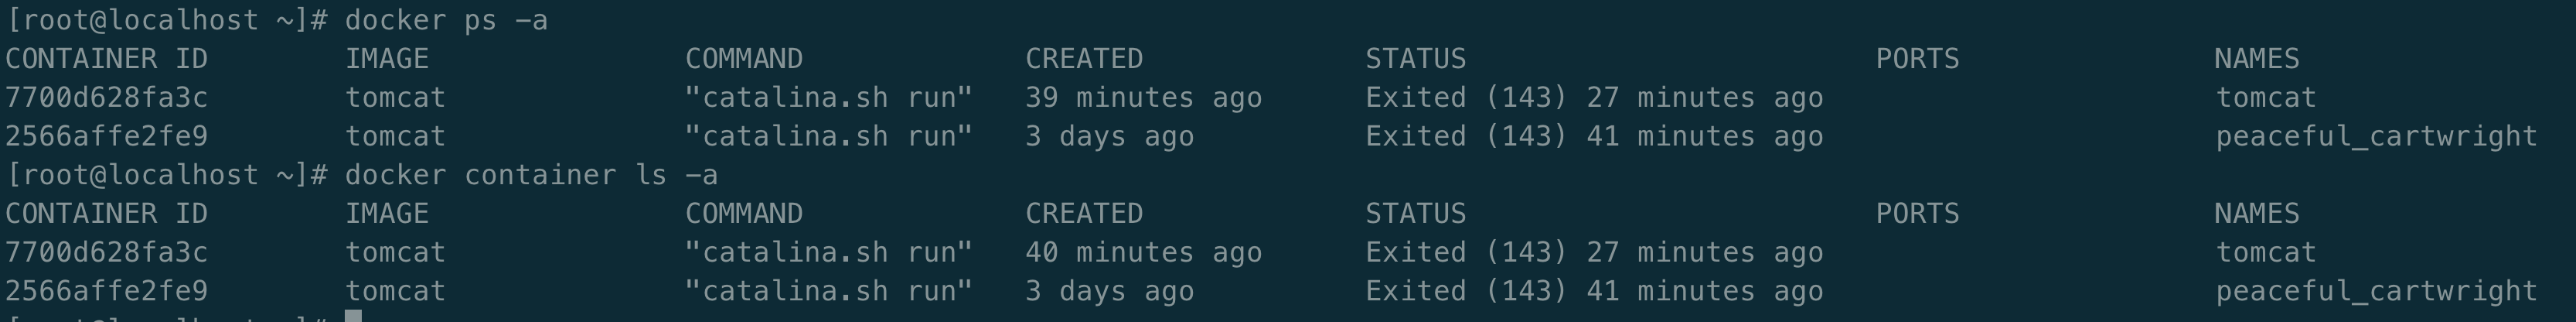 [root@localhost ~]# docker ps -a
CONTAINER ID        IMAGE               COMMAND             CREATED             STATUS                        PORTS               NAMES
7700d628fa3c        tomcat              "catalina.sh run"   39 minutes ago      Exited (143) 27 minutes ago                       tomcat
2566affe2fe9        tomcat              "catalina.sh run"   3 days ago          Exited (143) 41 minutes ago                       peaceful_cartwright
[root@localhost ~]# docker container ls -a
CONTAINER ID        IMAGE               COMMAND             CREATED             STATUS                        PORTS               NAMES
7700d628fa3c        tomcat              "catalina.sh run"   40 minutes ago      Exited (143) 27 minutes ago                       tomcat
2566affe2fe9        tomcat              "catalina.sh run"   3 days ago          Exited (143) 41 minutes ago                       peaceful_cartwright